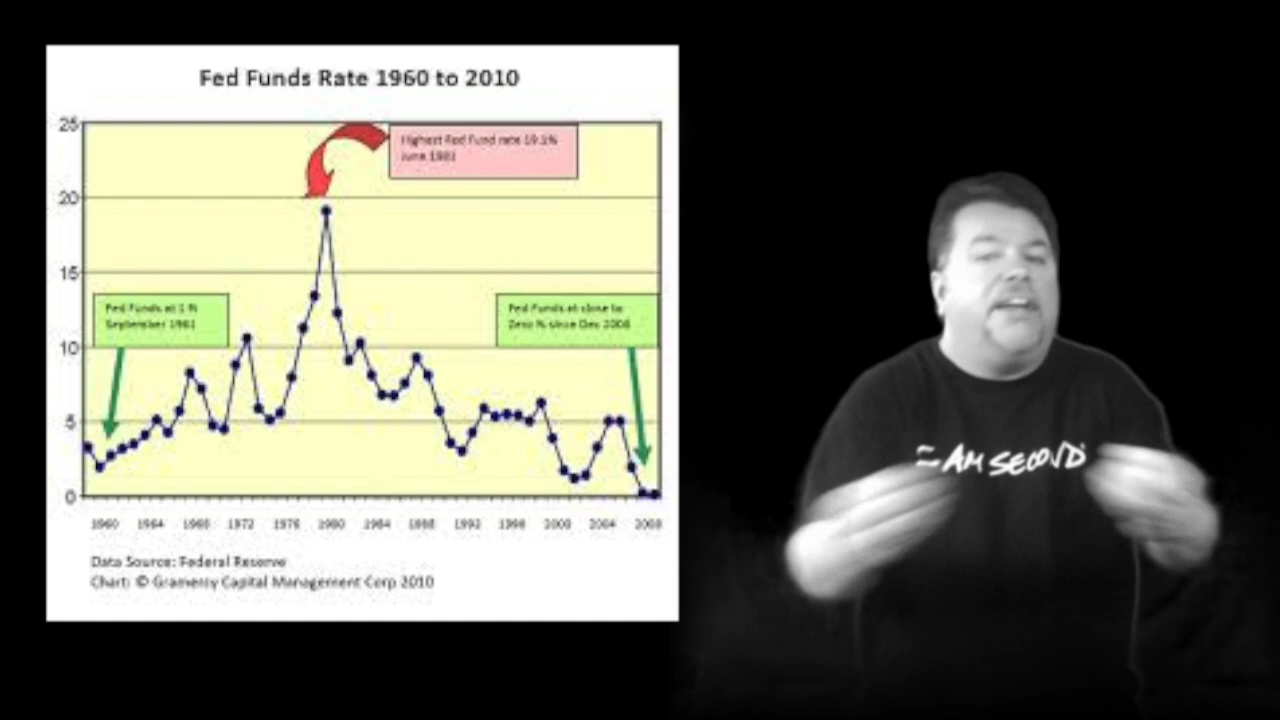 Fed Funds Rate 1960 to 2010
25
Highest Fed Fund rate 19.1%
June 1981
20
15
Fed Funds at 1 %
September 1961
Fed Funds at close to
Zero % since Dec 2008
10
5
0
1960 1964 1968 1972 1976 1980 1984 1988 1992 1996 2000 2004 2008
Data Source: Federal Reserve
Chart: © Gramercy Capital Management Corp 2010
AM SECOND